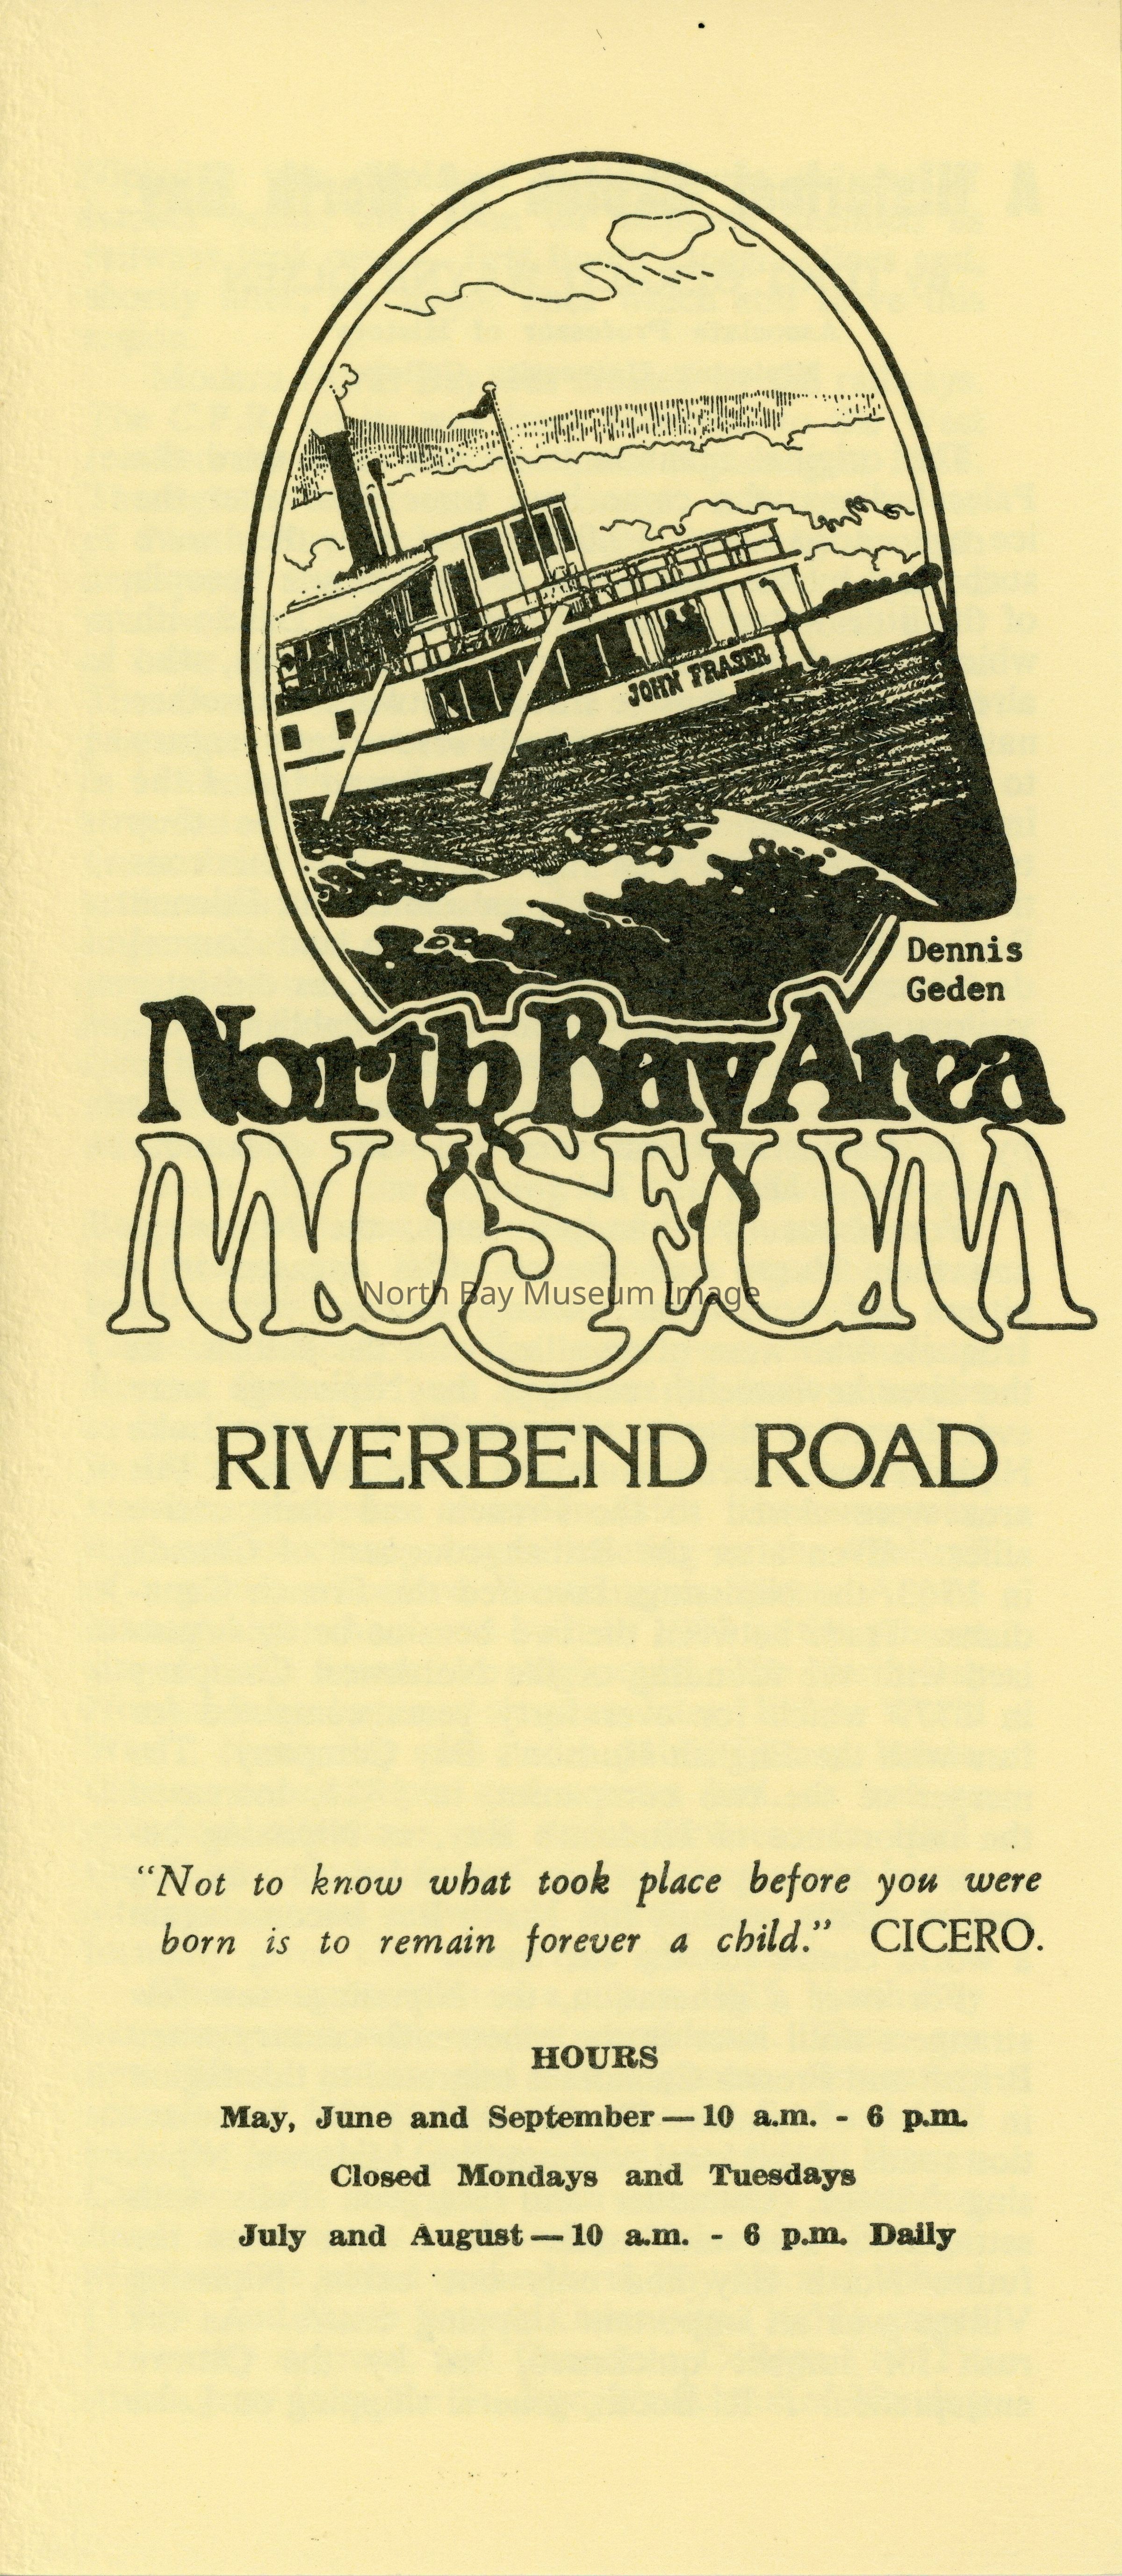 JOHN FRASER
Dennis
Geden
North Bay Area
MUSEUM
North Bay Museum Image
RIVERBEND ROAD
“Not to know what took place before you were
born is to remain forever a child.” CICERO.
HOURS
May, June and September — 10 a.m. - 6 p.m.
Closed Mondays and Tuesdays
July and August — 10 a.m. - 6 p.m. Daily